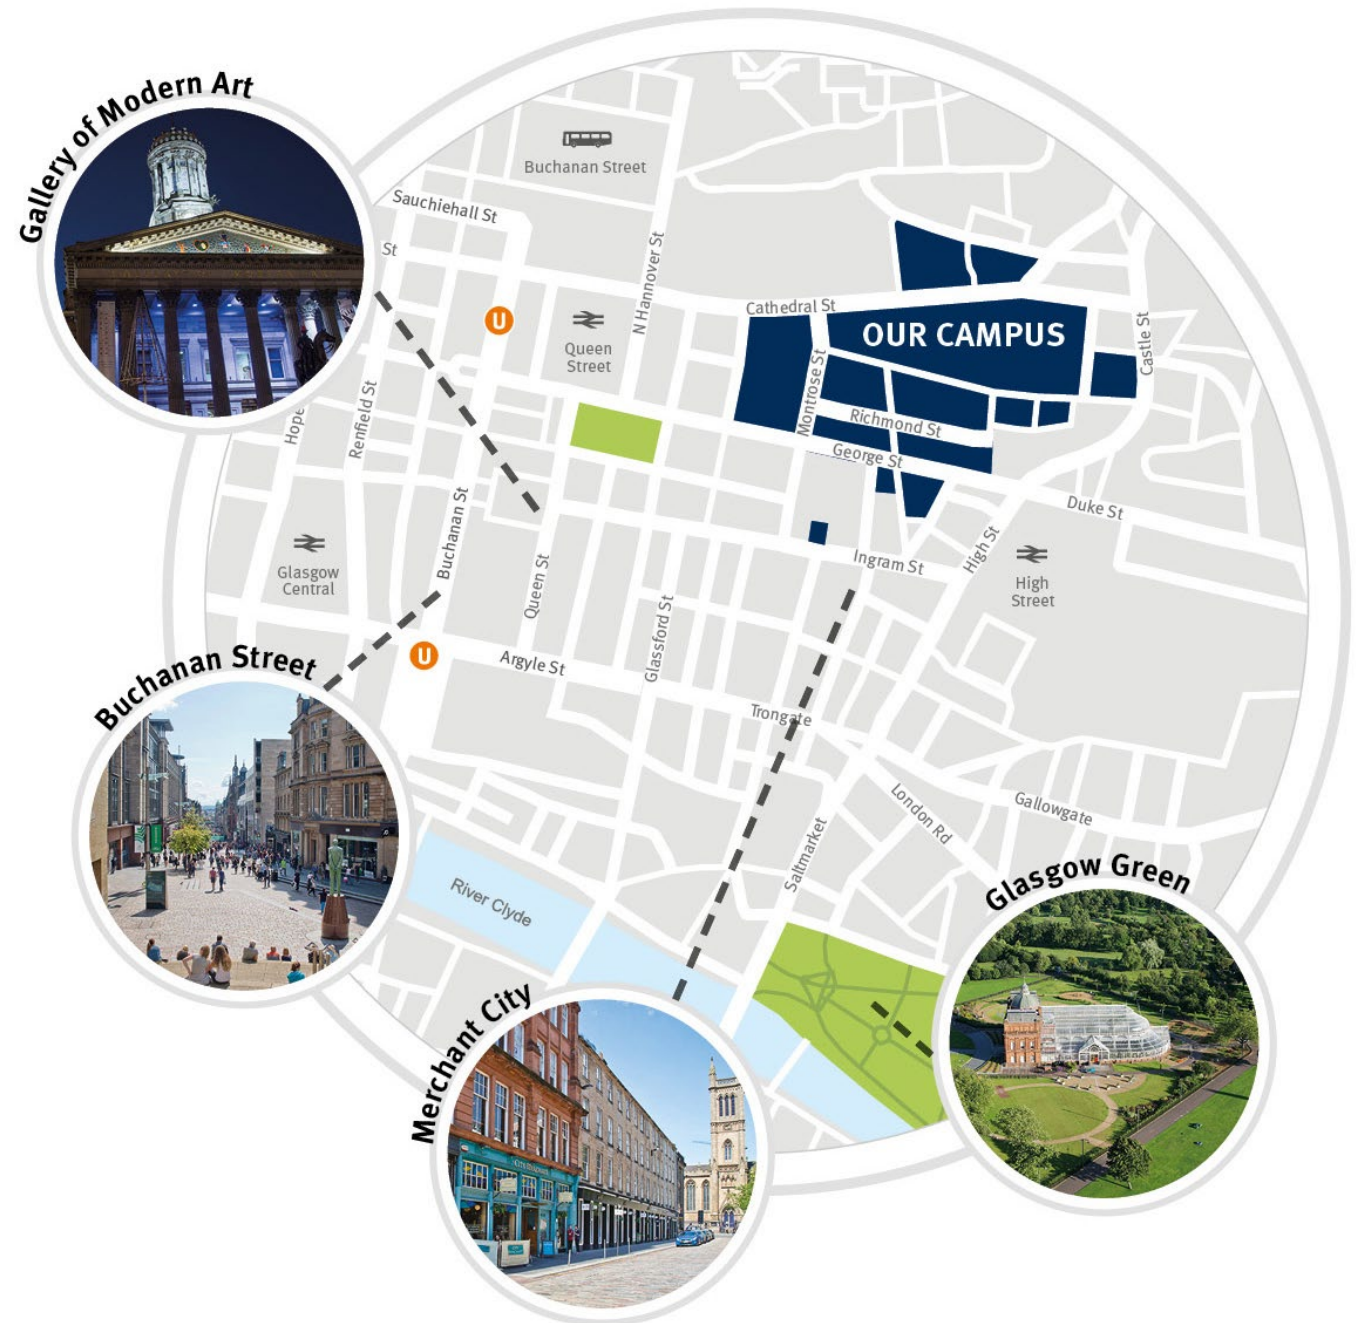 Gallery of Modern Art
Buchanan Street
Sauchiehall St
St
N Hannover St
U
Queen
Street
Cathedral St
OUR CAMPUS
Castle St
Montrose St
Richmond St
George St
Hope
Renfield St
Buchanan St
Duke St
Glasgow
Central
Queen St
Ingram St
High St
High
Street
Glassford St
U
Argyle St
Buchanan Street
Trongate
London Rd
Gallowgate
Saltmarket
River Clyde
Glasgow Green
Merchant City